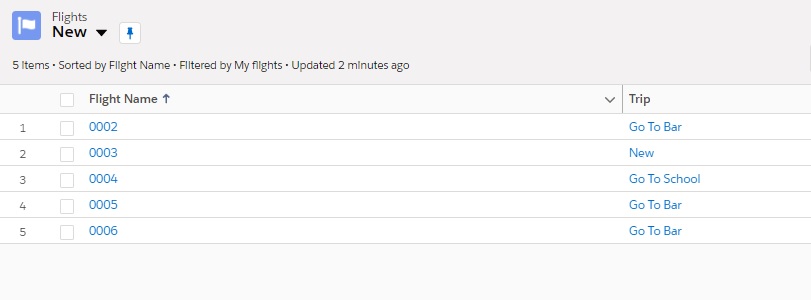 Flights
New
5 items • Sorted by Flight Name • Filtered by My flights • Updated 2 minutes ago
Flight Name Trip
1 0002 Go To Bar
2 0003 New
3 0004 Go To School
4 0005 Go To Bar
5 0006 Go To Bar